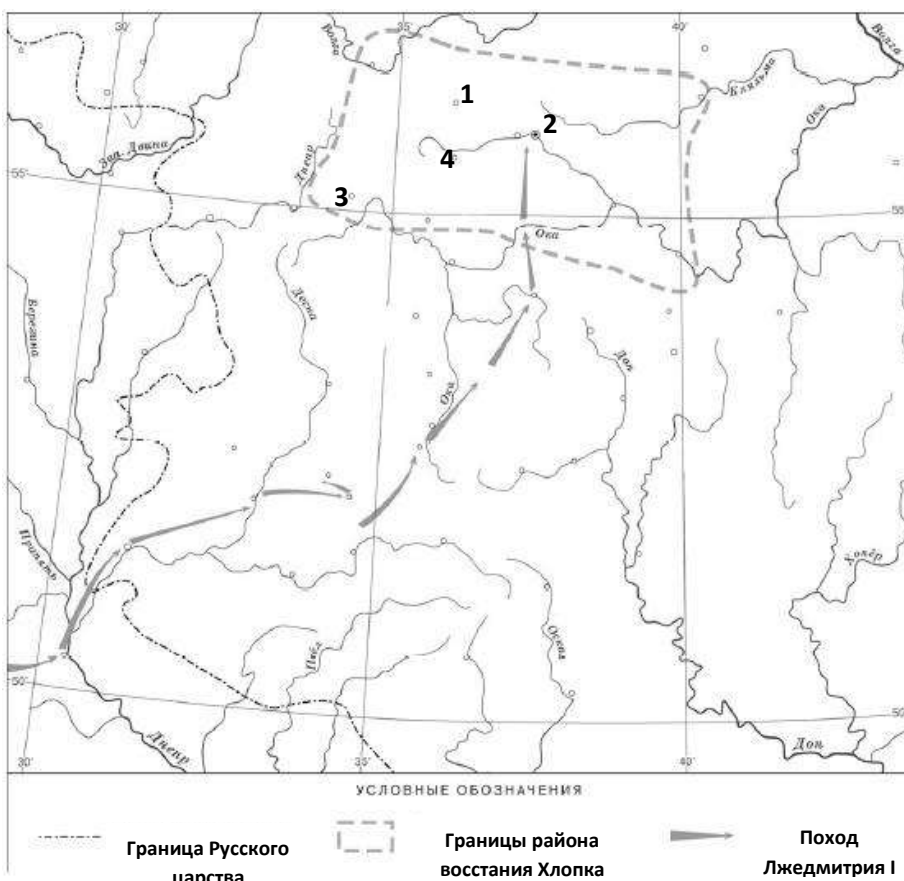 30°
35°
40°
Волга
Волга
Клязьма
Ока
1
2
Зап. Двина
4
Днепр
55°
3
55°
Ока
Десна
Березина
Дон
Ока
Припять
Хопёр
Псёл
Оскол
50°
50°
Днепр
Дон
30°
35°
40°
УСЛОВНЫЕ ОБОЗНАЧЕНИЯ
Граница Русского
царства
Границы района
восстания Хлопка
Поход
Лжедмитрия I